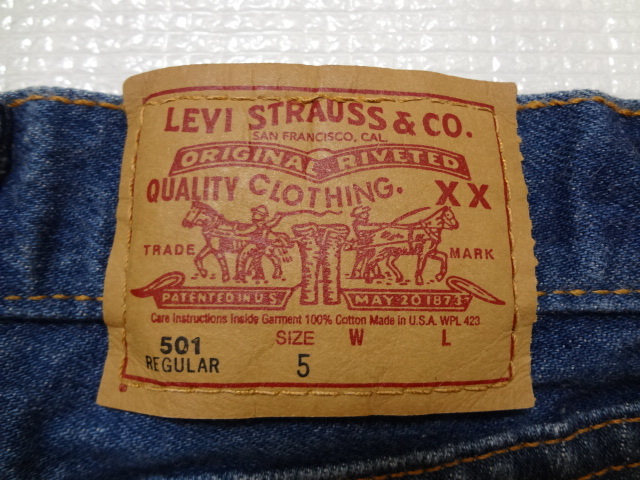 LEVI STRAUSS & CO.
SAN FRANCISCO, CAL
ORIGINAL RIVETED
QUALITY CLOTHING. XX
TRADE MARK
PATENTED IN U.S. MAY 20 1873
Care Instructions Inside Garment 100% Cotton Made in U.S.A. WPL 423
SIZE W L
501 5
REGULAR